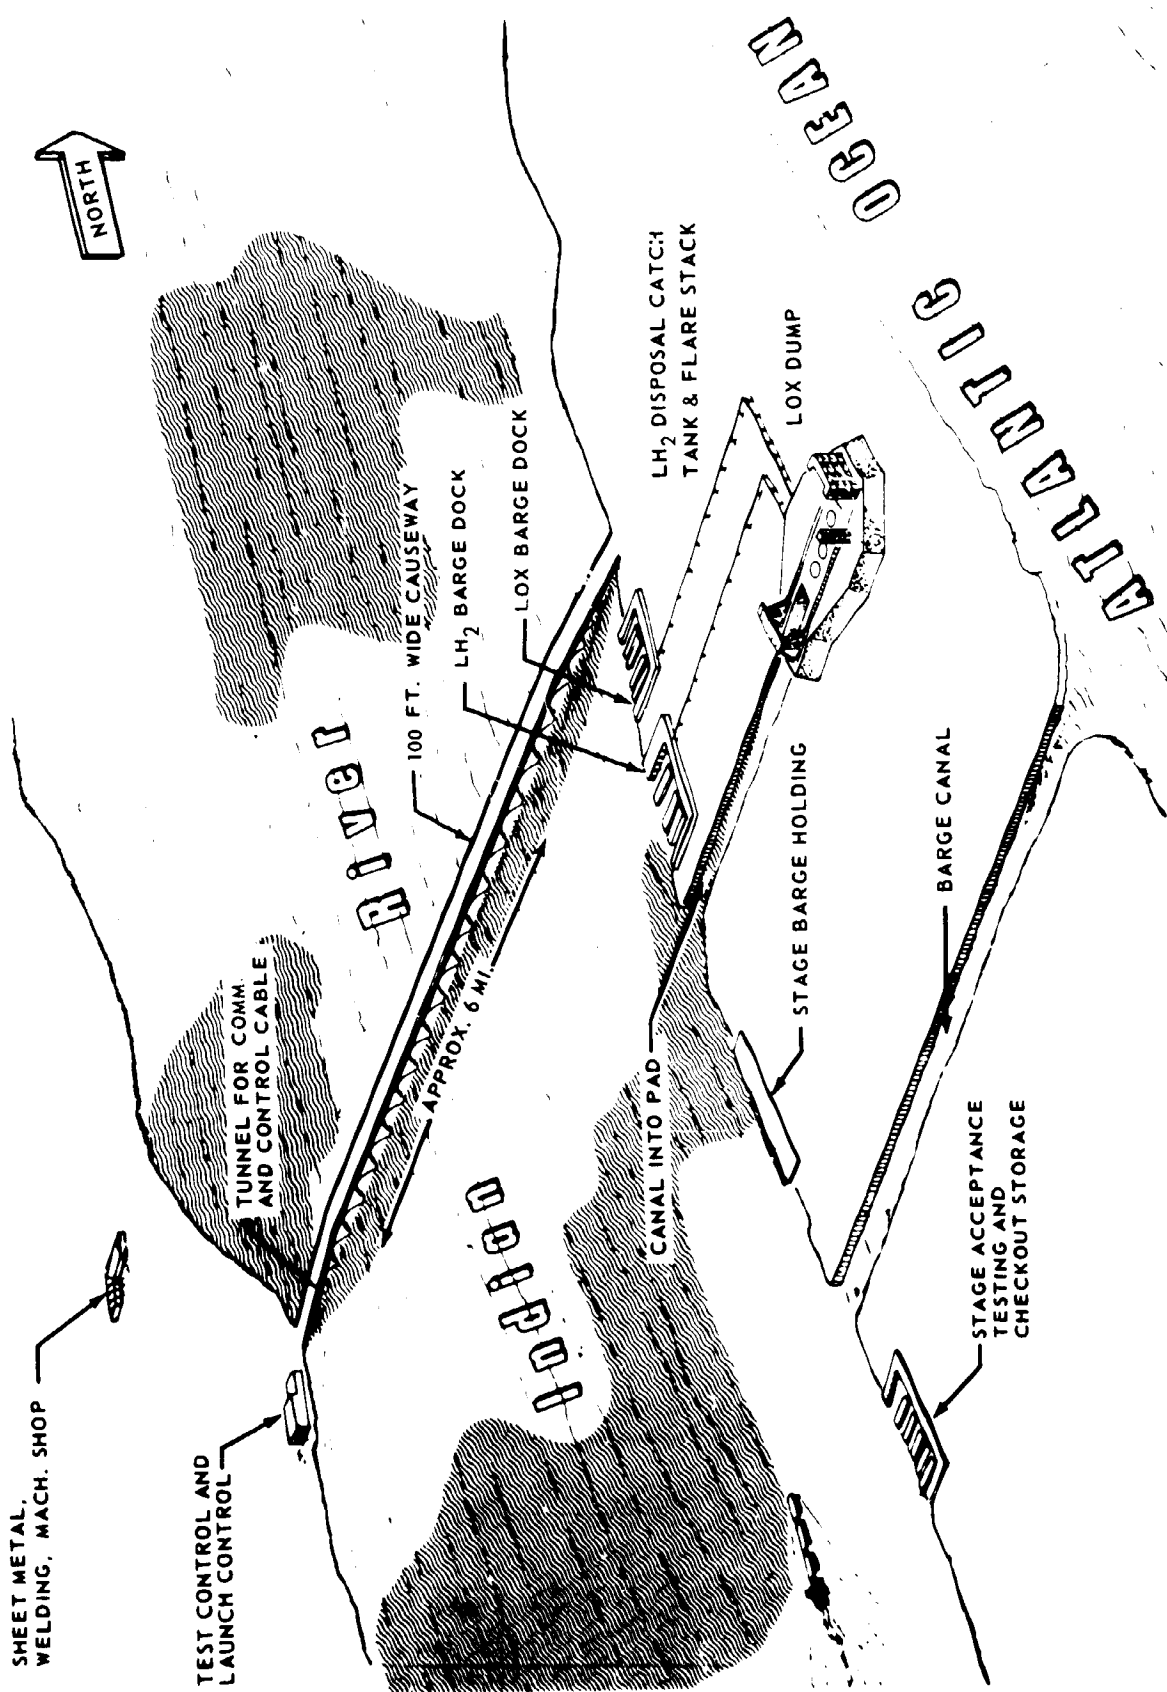 SHEET METAL,
WELDING, MACH. SHOP
TEST CONTROL AND
LAUNCH CONTROL
TUNNEL FOR COMM.
AND CONTROL CABLE
NORTH
100 FT. WIDE CAUSEWAY
LH₂ BARGE DOCK
LOX BARGE DOCK
APPROX. 6 MI.
Indian River
LH₂ DISPOSAL CATCH
TANK & FLARE STACK
LOX DUMP
CANAL INTO PAD
STAGE BARGE HOLDING
BARGE CANAL
STAGE ACCEPTANCE
TESTING AND
CHECKOUT STORAGE
ATLANTIC OCEAN